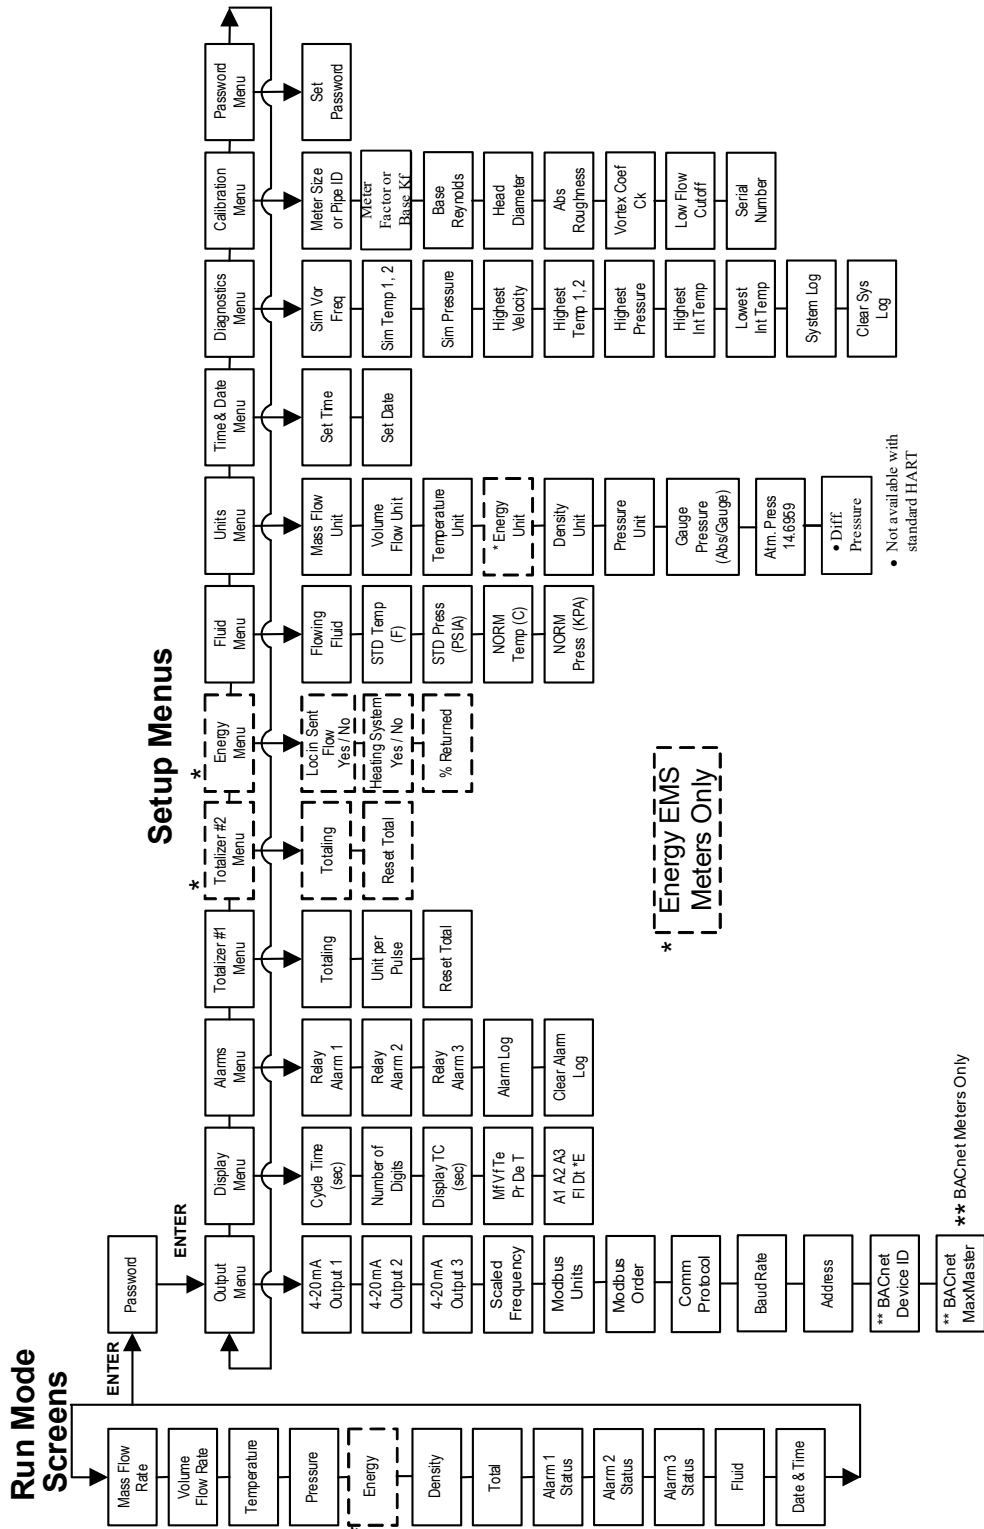 Run Mode
Screens
Mass Flow
Rate
Volume
Flow Rate
Temperature
Pressure
*
Energy
Density
Total
Alarm 1
Status
Alarm 2
Status
Alarm 3
Status
Fluid
Date & Time
ENTER
Password
ENTER
Setup Menus
Output
Menu
4-20 mA
Output 1
4-20 mA
Output 2
4-20 mA
Output 3
Scaled
Frequency
Modbus
Units
Modbus
Order
Comm
Protocol
Baud Rate
Address
** BACnet
Device ID
** BACnet
MaxMaster
** BACnet Meters Only
Display
Menu
Cycle Time
(sec)
Number of
Digits
Display TC
(sec)
Mf Vf Te
Pr De T
A1 A2 A3
Fl Dt *E
Alarms
Menu
Relay
Alarm 1
Relay
Alarm 2
Relay
Alarm 3
Alarm Log
Clear Alarm
Log
Totalizer #1
Menu
Totaling
Unit per
Pulse
Reset Total
*
Totalizer #2
Menu
Totaling
Reset Total
*
Energy
Menu
Loc in Sent
Flow
Yes / No
Heating System
Yes / No
% Returned
* Energy EMS
Meters Only
Fluid
Menu
Flowing
Fluid
STD Temp
(F)
STD Press
(PSIA)
NORM
Temp (C)
NORM
Press (KPA)
Units
Menu
Mass Flow
Unit
Volume
Flow Unit
Temperature
Unit
* Energy
Unit
Density
Unit
Pressure
Unit
Gauge
Pressure
(Abs/Gauge)
Atm. Press
14.6959
• Diff.
Pressure
• Not available with
standard HART
Time & Date
Menu
Set Time
Set Date
Diagnostics
Menu
Sim Vor
Freq
Sim Temp 1, 2
Sim Pressure
Highest
Velocity
Highest
Temp 1, 2
Highest
Pressure
Highest
Int Temp
Lowest
Int Temp
System Log
Clear Sys
Log
Calibration
Menu
Meter Size
or Pipe ID
Meter
Factor or
Base Kf
Base
Reynolds
Head
Diameter
Abs
Roughness
Vortex Coef
Ck
Low Flow
Cutoff
Serial
Number
Password
Menu
Set
Password